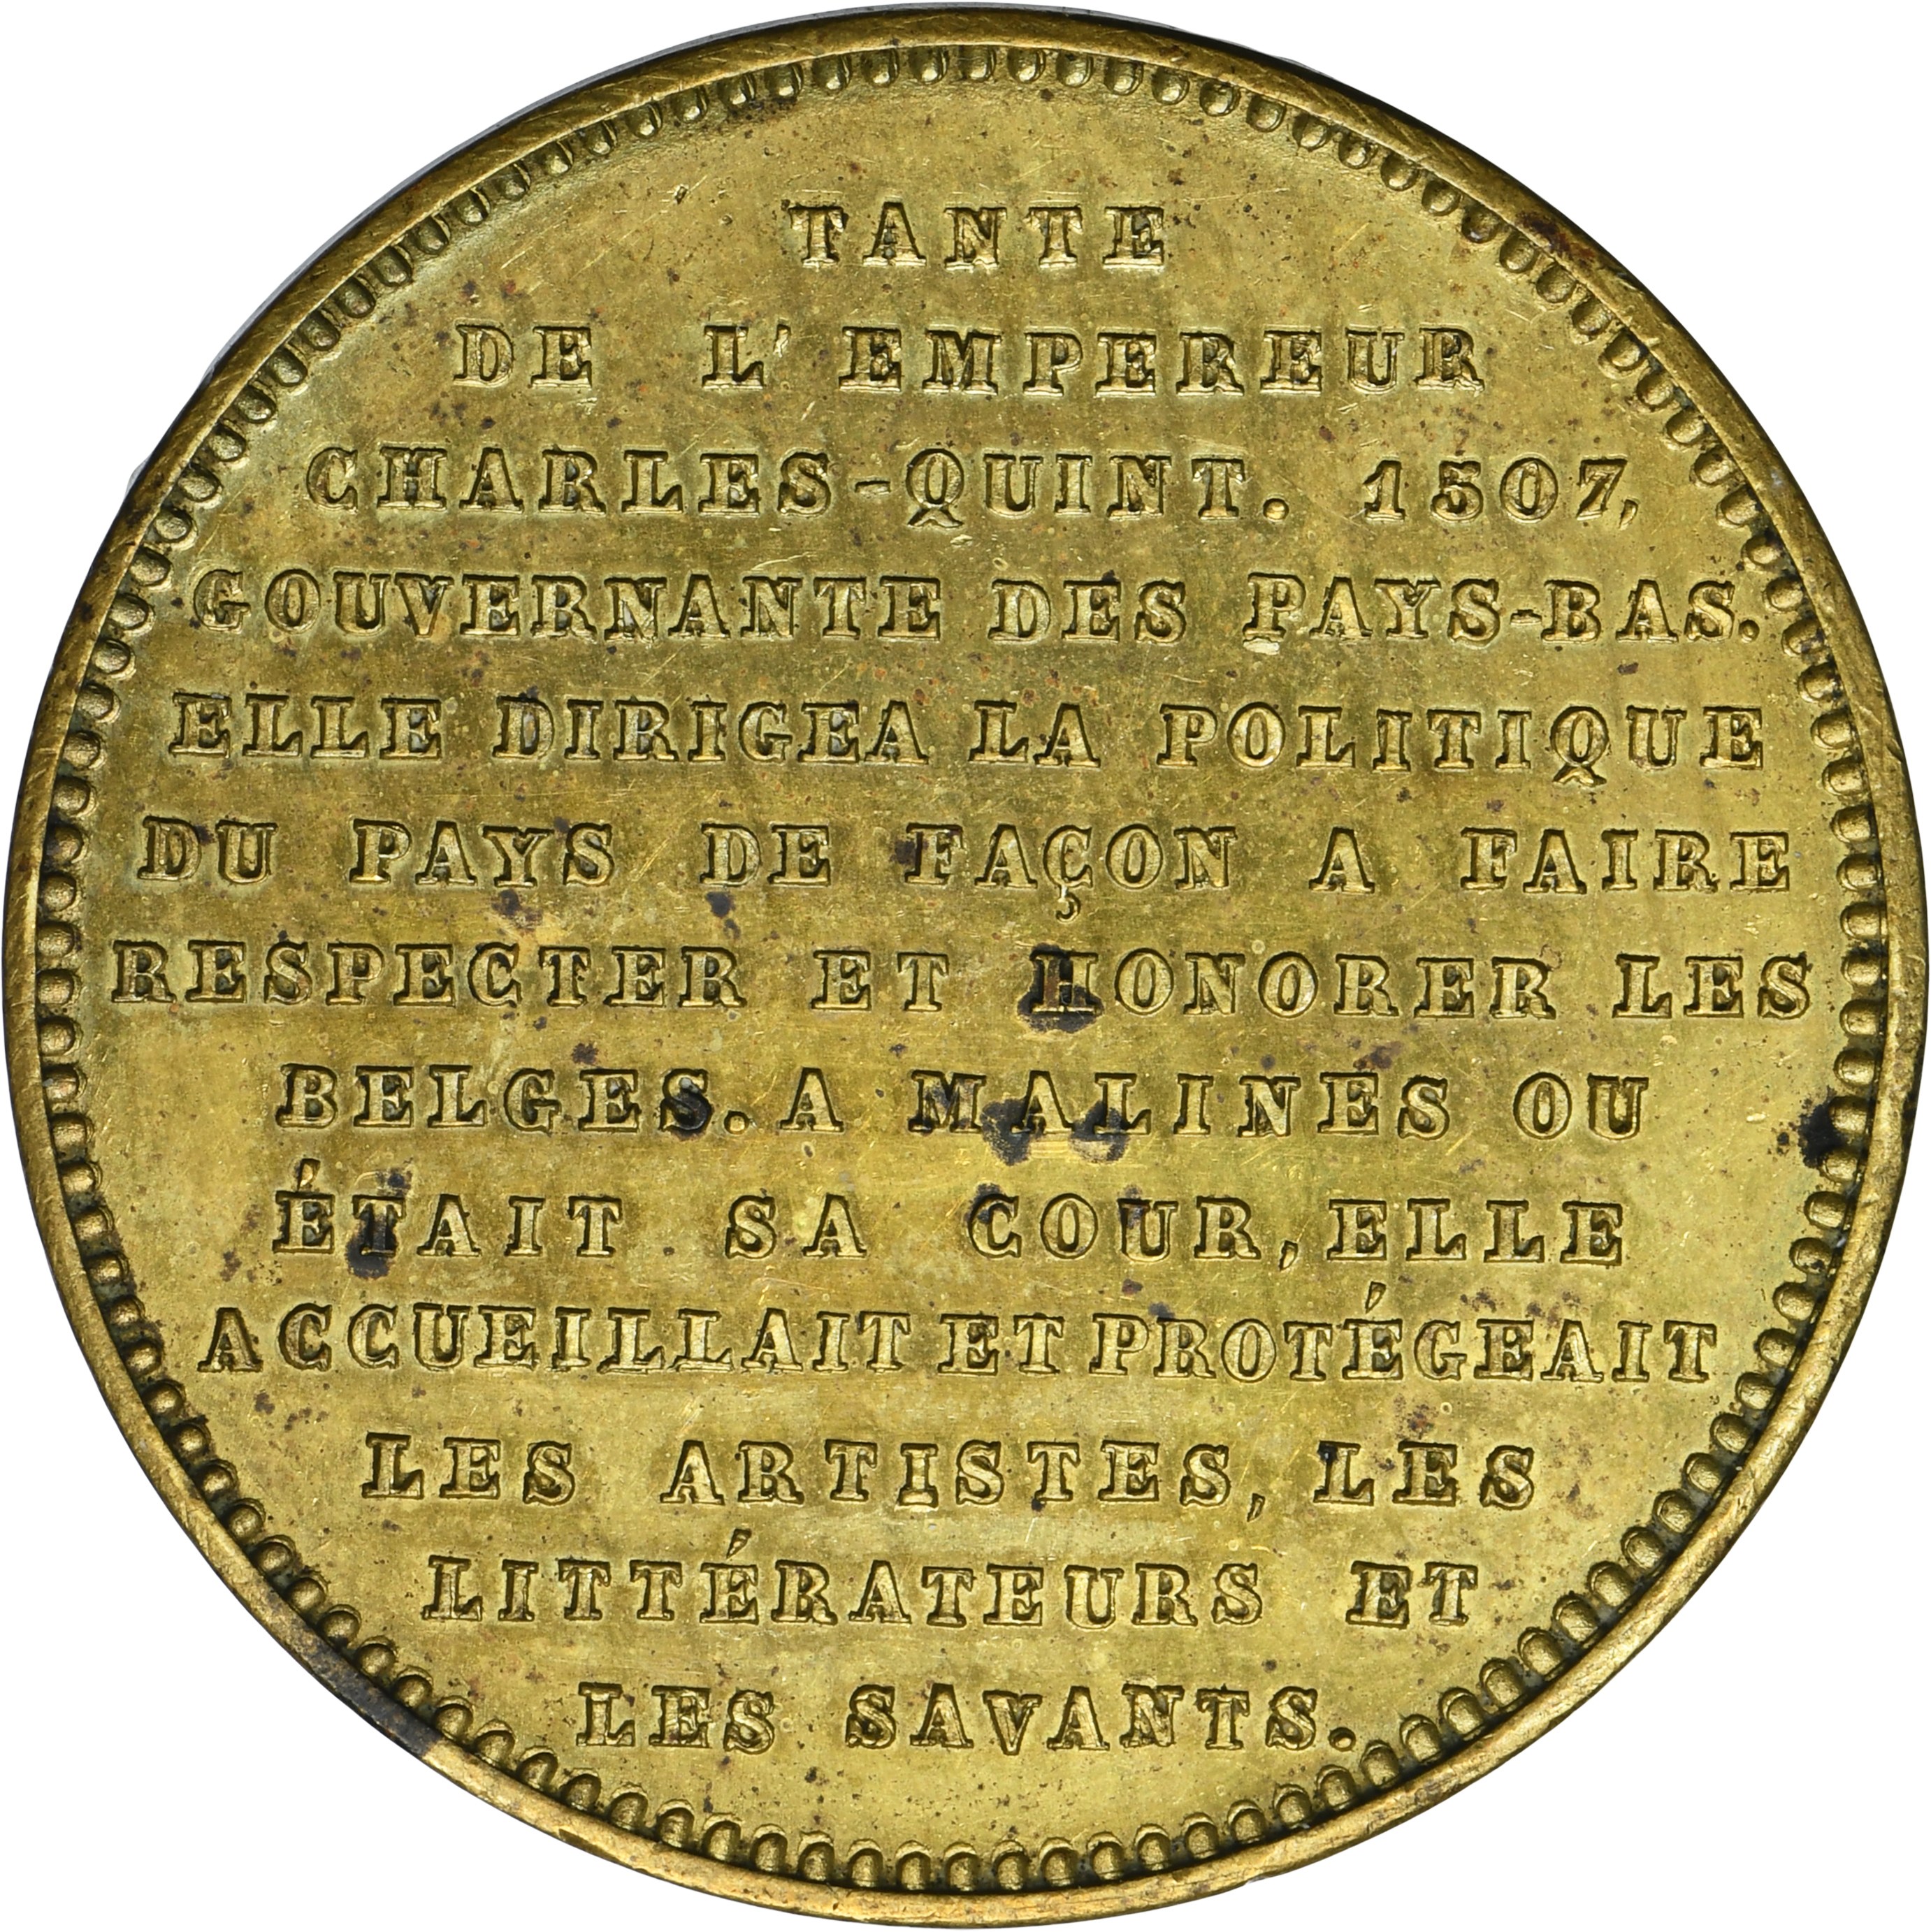 TANTE
DE L'EMPEREUR
CHARLES-QUINT. 1507,
GOUVERNANTE DES PAYS-BAS.
ELLE DIRIGEA LA POLITIQUE
DU PAYS DE FAÇON A FAIRE
RESPECTER ET HONORER LES
BELGES. A MALINES OU
ÉTAIT SA COUR, ELLE
ACCUEILLAIT ET PROTÉGEAIT
LES ARTISTES, LES
LITTÉRATEURS ET
LES SAVANTS.